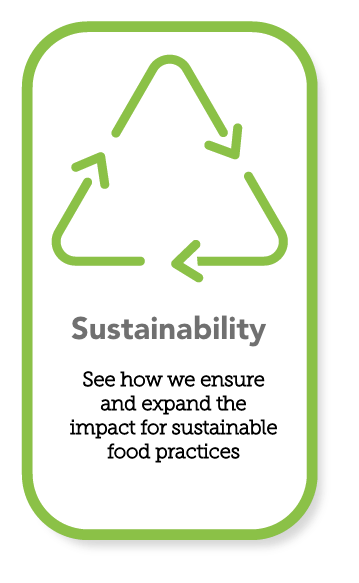 Sustainability
See how we ensure
and expand the
impact for sustainable
food practices